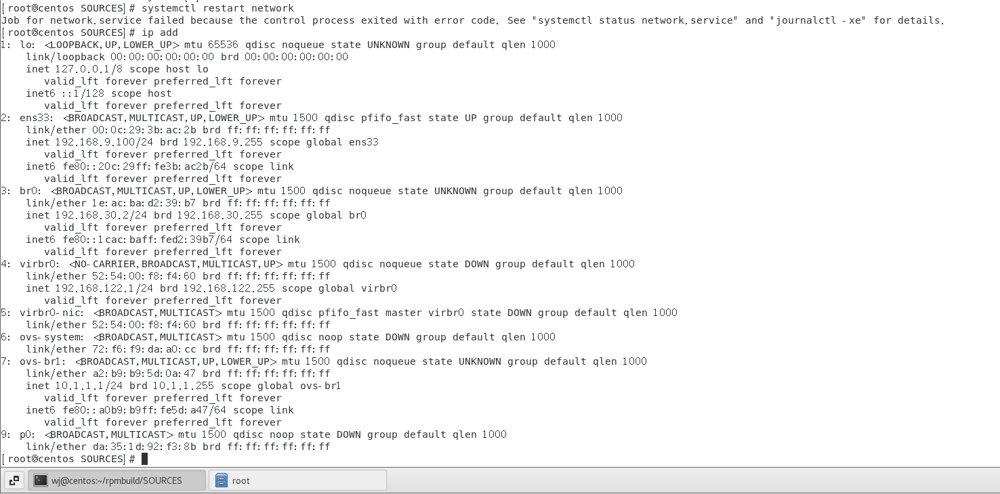 [root@centos SOURCES]# systemctl restart network
Job for network.service failed because the control process exited with error code. See "systemctl status network.service" and "journalctl -xe" for details.
[root@centos SOURCES]# ip add
1: lo: <LOOPBACK,UP,LOWER_UP> mtu 65536 qdisc noqueue state UNKNOWN group default qlen 1000
    link/loopback 00:00:00:00:00:00 brd 00:00:00:00:00:00
    inet 127.0.0.1/8 scope host lo
       valid_lft forever preferred_lft forever
    inet6 ::1/128 scope host
       valid_lft forever preferred_lft forever
2: ens33: <BROADCAST,MULTICAST,UP,LOWER_UP> mtu 1500 qdisc pfifo_fast state UP group default qlen 1000
    link/ether 00:0c:29:3b:ac:2b brd ff:ff:ff:ff:ff:ff
    inet 192.168.9.100/24 brd 192.168.9.255 scope global ens33
       valid_lft forever preferred_lft forever
    inet6 fe80::20c:29ff:fe3b:ac2b/64 scope link
       valid_lft forever preferred_lft forever
3: br0: <BROADCAST,MULTICAST,UP,LOWER_UP> mtu 1500 qdisc noqueue state UNKNOWN group default qlen 1000
    link/ether 1e:ac:ba:d2:39:b7 brd ff:ff:ff:ff:ff:ff
    inet 192.168.30.2/24 brd 192.168.30.255 scope global br0
       valid_lft forever preferred_lft forever
    inet6 fe80::1cac:baff:fed2:39b7/64 scope link
       valid_lft forever preferred_lft forever
4: virbr0: <NO-CARRIER,BROADCAST,MULTICAST,UP> mtu 1500 qdisc noqueue state DOWN group default qlen 1000
    link/ether 52:54:00:f8:f4:60 brd ff:ff:ff:ff:ff:ff
    inet 192.168.122.1/24 brd 192.168.122.255 scope global virbr0
       valid_lft forever preferred_lft forever
5: virbr0-nic: <BROADCAST,MULTICAST> mtu 1500 qdisc pfifo_fast master virbr0 state DOWN group default qlen 1000
    link/ether 52:54:00:f8:f4:60 brd ff:ff:ff:ff:ff:ff
6: ovs-system: <BROADCAST,MULTICAST> mtu 1500 qdisc noop state DOWN group default qlen 1000
    link/ether 72:f6:f9:da:a0:cc brd ff:ff:ff:ff:ff:ff
7: ovs-br1: <BROADCAST,MULTICAST,UP,LOWER_UP> mtu 1500 qdisc noqueue state UNKNOWN group default qlen 1000
    link/ether a2:b9:b9:5d:0a:47 brd ff:ff:ff:ff:ff:ff
    inet 10.1.1.1/24 brd 10.1.1.255 scope global ovs-br1
       valid_lft forever preferred_lft forever
    inet6 fe80::a0b9:b9ff:fe5d:a47/64 scope link
       valid_lft forever preferred_lft forever
9: p0: <BROADCAST,MULTICAST> mtu 1500 qdisc noop state DOWN group default qlen 1000
    link/ether da:35:1d:92:f3:8b brd ff:ff:ff:ff:ff:ff
[root@centos SOURCES]#
wj@centos:~/rpmbuild/SOURCES
root